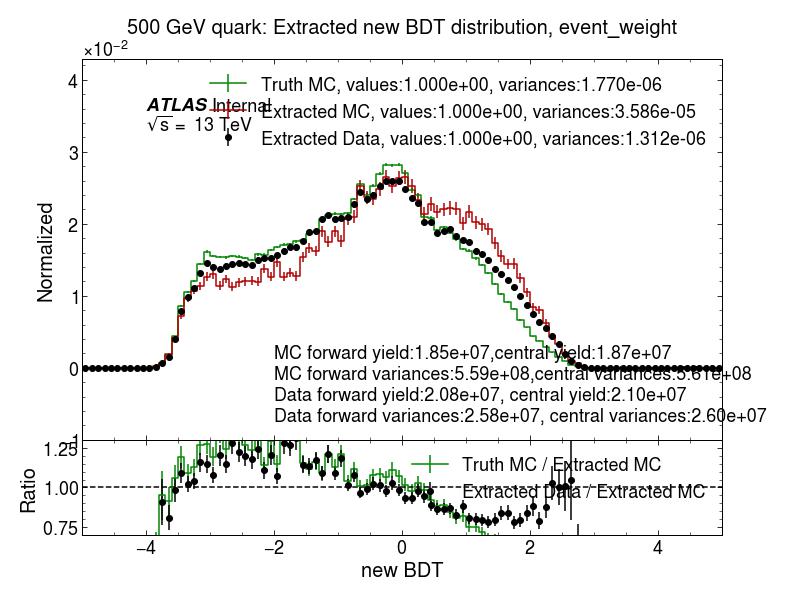 500 GeV quark: Extracted new BDT distribution, event_weight
×10⁻²
Truth MC, values:1.000e+00, variances:1.770e-06
ATLAS Internal
Extracted MC, values:1.000e+00, variances:3.586e-05
√s = 13 TeV
Extracted Data, values:1.000e+00, variances:1.312e-06
4
3
2
1
0
−1
Normalized
MC forward yield:1.85e+07,central yield:1.87e+07
MC forward variances:5.59e+08,central variances:5.61e+08
Data forward yield:2.08e+07, central yield:2.10e+07
Data forward variances:2.58e+07, central variances:2.60e+07
1.25
1.00
0.75
Ratio
Truth MC / Extracted MC
Extracted Data / Extracted MC
−4 −2 0 2 4
new BDT